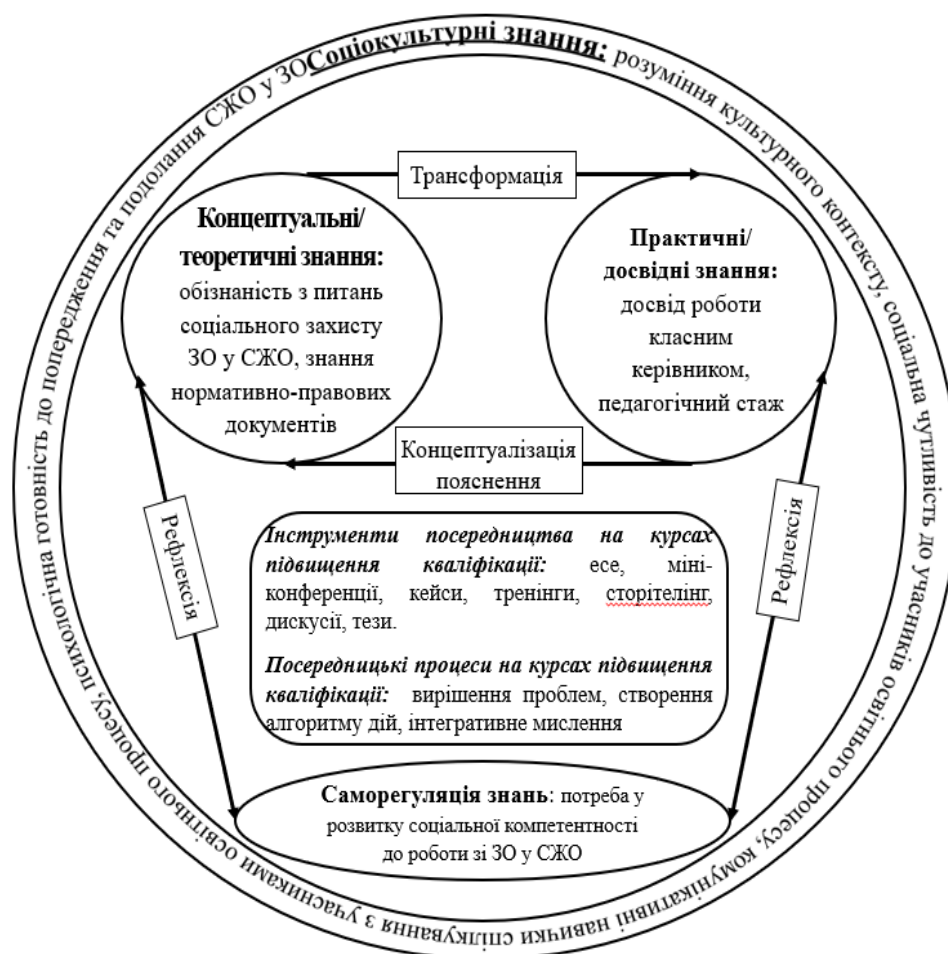 Соціокультурні знання: розуміння культурного контексту, соціальна чутливість до учасників освітнього процесу, комунікативні навички спілкування з учасниками освітнього процесу, психологічна готовність до попередження та подолання СЖО у ЗО
Трансформація
Концептуальні/
теоретичні знання:
обізнаність з питань
соціального захисту
ЗО у СЖО, знання
нормативно-правових
документів
Практичні/
досвідні знання:
досвід роботи
класним
керівником,
педагогічний стаж
Концептуалізація
пояснення
Рефлексія
Рефлексія
Інструменти посередництва на курсах
підвищення кваліфікації: есе, міні-
конференції, кейси, тренінги, сторітелінг,
дискусії, тези.
Посередницькі процеси на курсах підвищення
кваліфікації: вирішення проблем, створення
алгоритму дій, інтегративне мислення
Саморегуляція знань: потреба у
розвитку соціальної компетентності
до роботи зі ЗО у СЖО